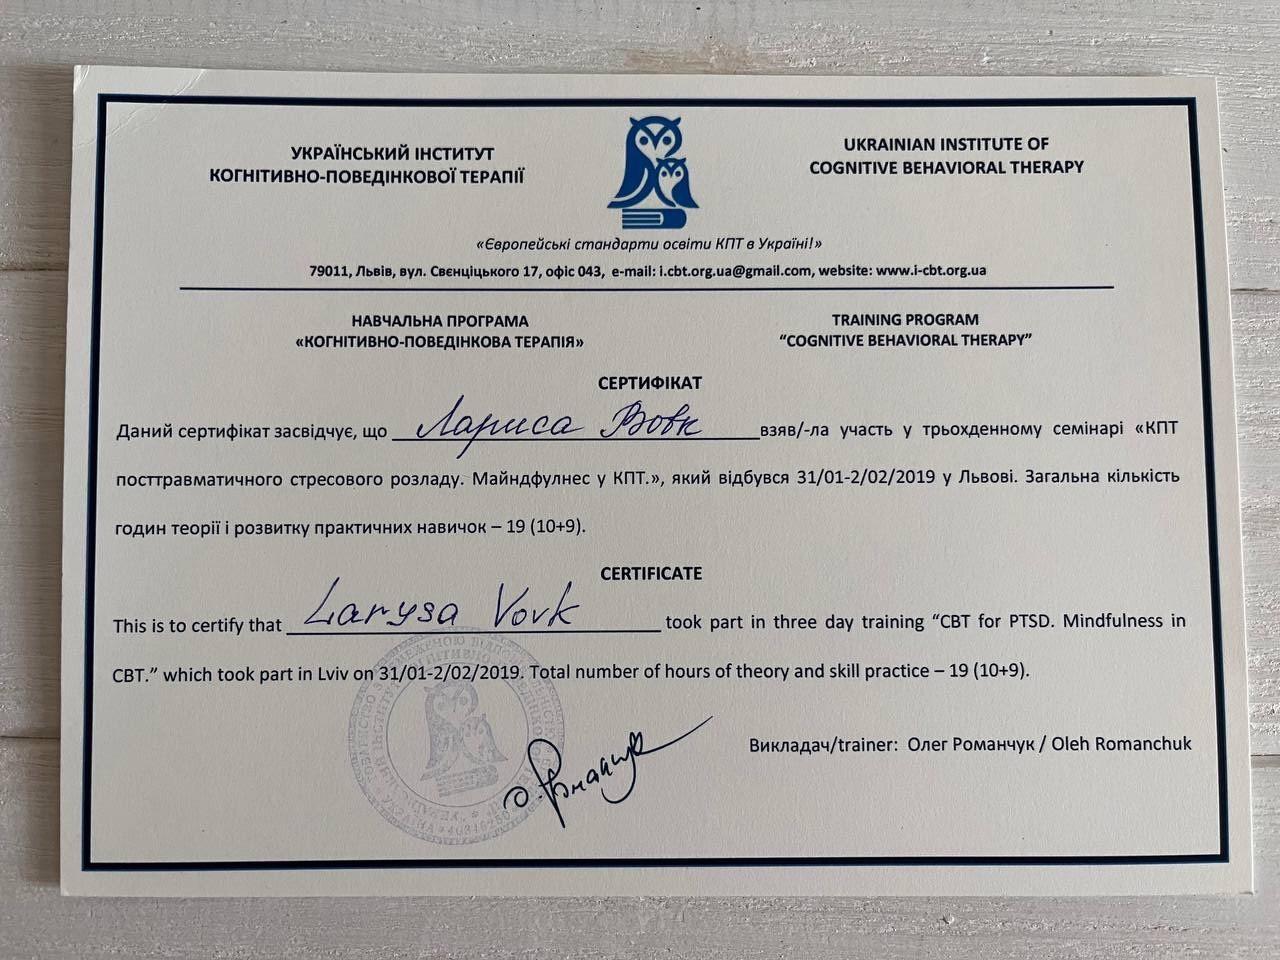 УКРАЇНСЬКИЙ ІНСТИТУТ
КОГНІТИВНО-ПОВЕДІНКОВОЇ ТЕРАПІЇ
UKRAINIAN INSTITUTE OF
COGNITIVE BEHAVIORAL THERAPY
«Європейські стандарти освіти КПТ в Україні!»
79011, Львів, вул. Свєнціцького 17, офіс 043, e-mail: i.cbt.org.ua@gmail.com, website: www.i-cbt.org.ua
НАВЧАЛЬНА ПРОГРАМА
«КОГНІТИВНО-ПОВЕДІНКОВА ТЕРАПІЯ»
TRAINING PROGRAM
“COGNITIVE BEHAVIORAL THERAPY”
СЕРТИФІКАТ
Даний сертифікат засвідчує, що Лариса Вовк взяв/-ла участь у трьохденному семінарі «КПТ
посттравматичного стресового розладу. Майндфулнес у КПТ.», який відбувся 31/01-2/02/2019 у Львові. Загальна кількість
годин теорії і розвитку практичних навичок – 19 (10+9).
CERTIFICATE
This is to certify that Larysa Vovk took part in three day training “CBT for PTSD. Mindfulness in
CBT.” which took part in Lviv on 31/01-2/02/2019. Total number of hours of theory and skill practice – 19 (10+9).
Викладач/trainer: Олег Романчук / Oleh Romanchuk
УКРАЇНА